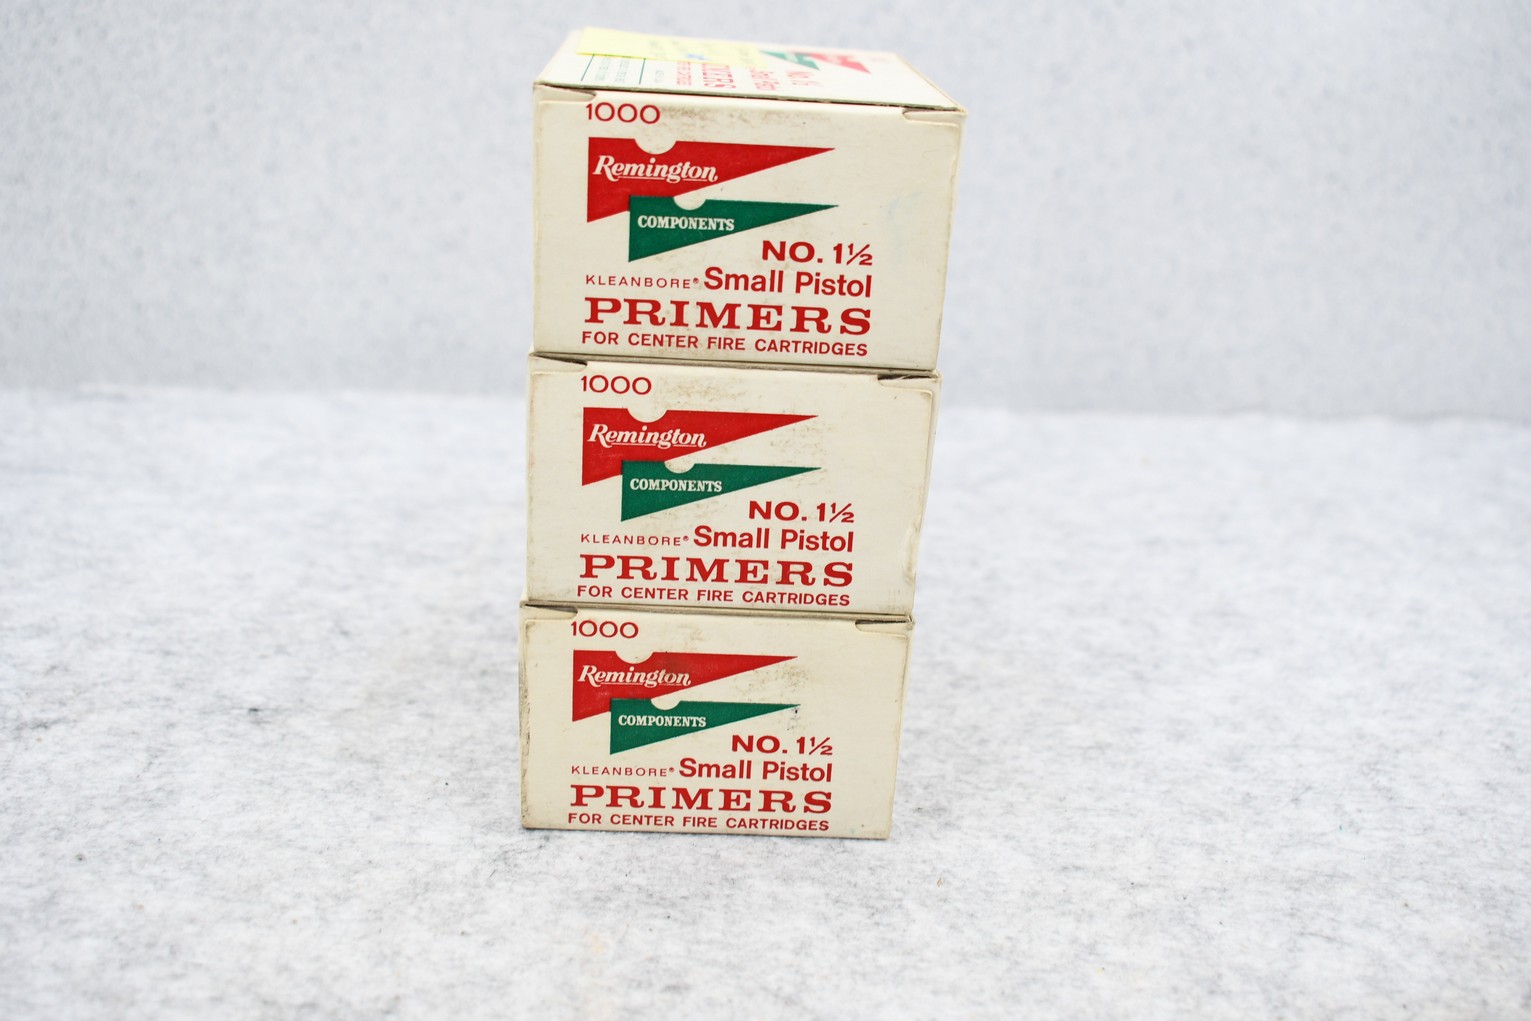 1000
Remington
COMPONENTS
NO. 1½
KLEANBORE® Small Pistol
PRIMERS
FOR CENTER FIRE CARTRIDGES
1000
Remington
COMPONENTS
NO. 1½
KLEANBORE® Small Pistol
PRIMERS
FOR CENTER FIRE CARTRIDGES
1000
Remington
COMPONENTS
NO. 1½
KLEANBORE® Small Pistol
PRIMERS
FOR CENTER FIRE CARTRIDGES